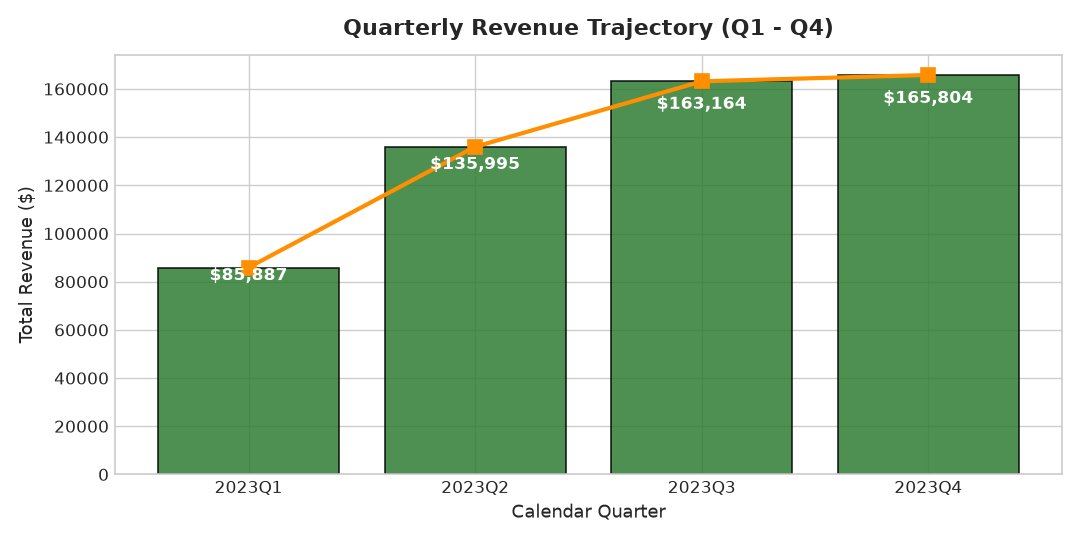 Quarterly Revenue Trajectory (Q1 - Q4)
Total Revenue ($)
160000
140000
120000
100000
80000
60000
40000
20000
0
$85,887
$135,995
$163,164
$165,804
2023Q1
2023Q2
2023Q3
2023Q4
Calendar Quarter